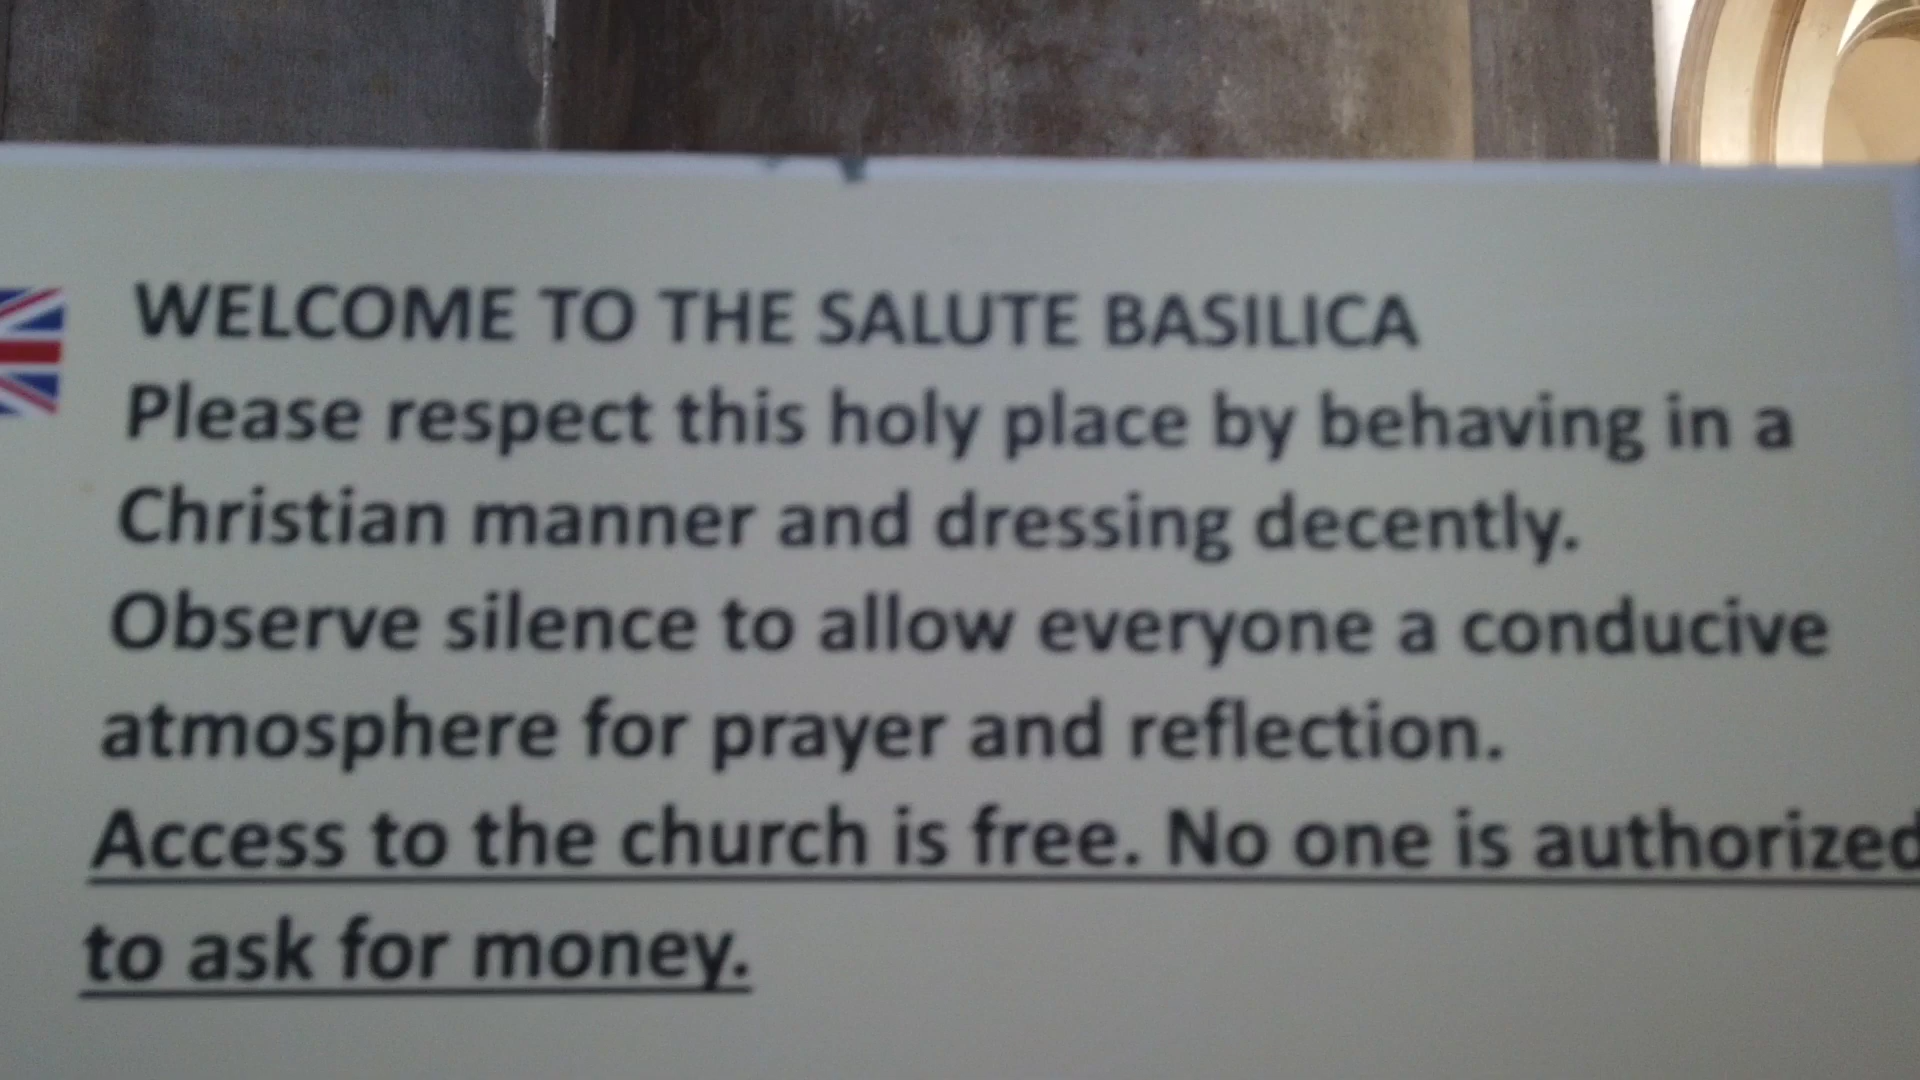 WELCOME TO THE SALUTE BASILICA
Please respect this holy place by behaving in a
Christian manner and dressing decently.
Observe silence to allow everyone a conducive
atmosphere for prayer and reflection.
Access to the church is free. No one is authorized
to ask for money.